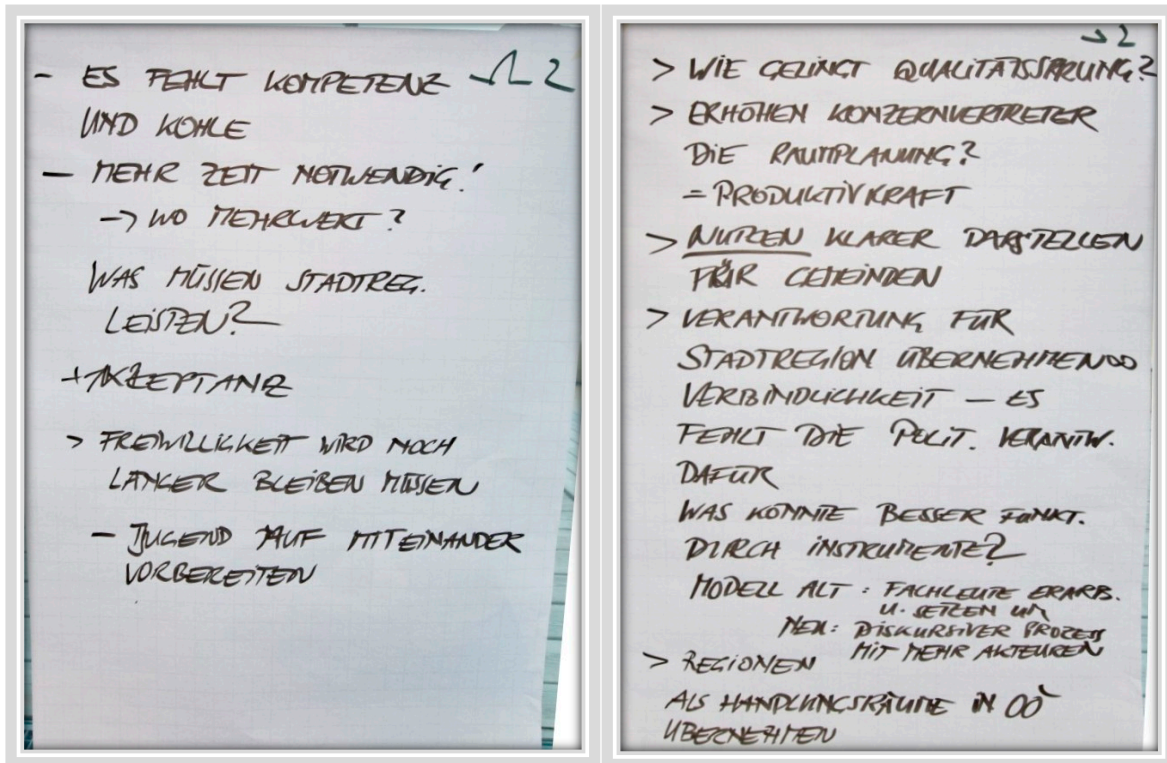 - ES FEHLT KOMPETENZ
UND KOHLE
- MEHR ZEIT NOTWENDIG!
-> WO MEHRWERT?
WAS MÜSSEN STADTREG.
LEISTEN?
+ AKZEPTANZ
> FREIWILLIGKEIT WIRD NOCH
LÄNGER BLEIBEN MÜSSEN
- JUGEND AUF MITEINANDER
VORBEREITEN
2
> WIE GELINGT QUALITÄTSSPRUNG?
> ERHÖHEN KONZERNVERTRETER
DIE RAUMPLANUNG?
= PRODUKTIVKRAFT
> NUTZEN KLARER DARSTELLEN
FÜR GEMEINDEN
> VERANTWORTUNG FÜR
STADTREGION ÜBERNEHMEN
VERBINDLICHKEIT – ES
FEHLT DIE POLIT. VERANTW.
DAFÜR
WAS KÖNNTE BESSER FUNKT.
DURCH INSTRUMENTE?
MODELL ALT: FACHLEUTE ERARB.
U. SETZEN UM
NEU: DISKURSIVER PROZESS
MIT MEHR AKTEUREN
> REGIONEN
ALS HANDLUNGSRÄUME IN OÖ
ÜBERNEHMEN